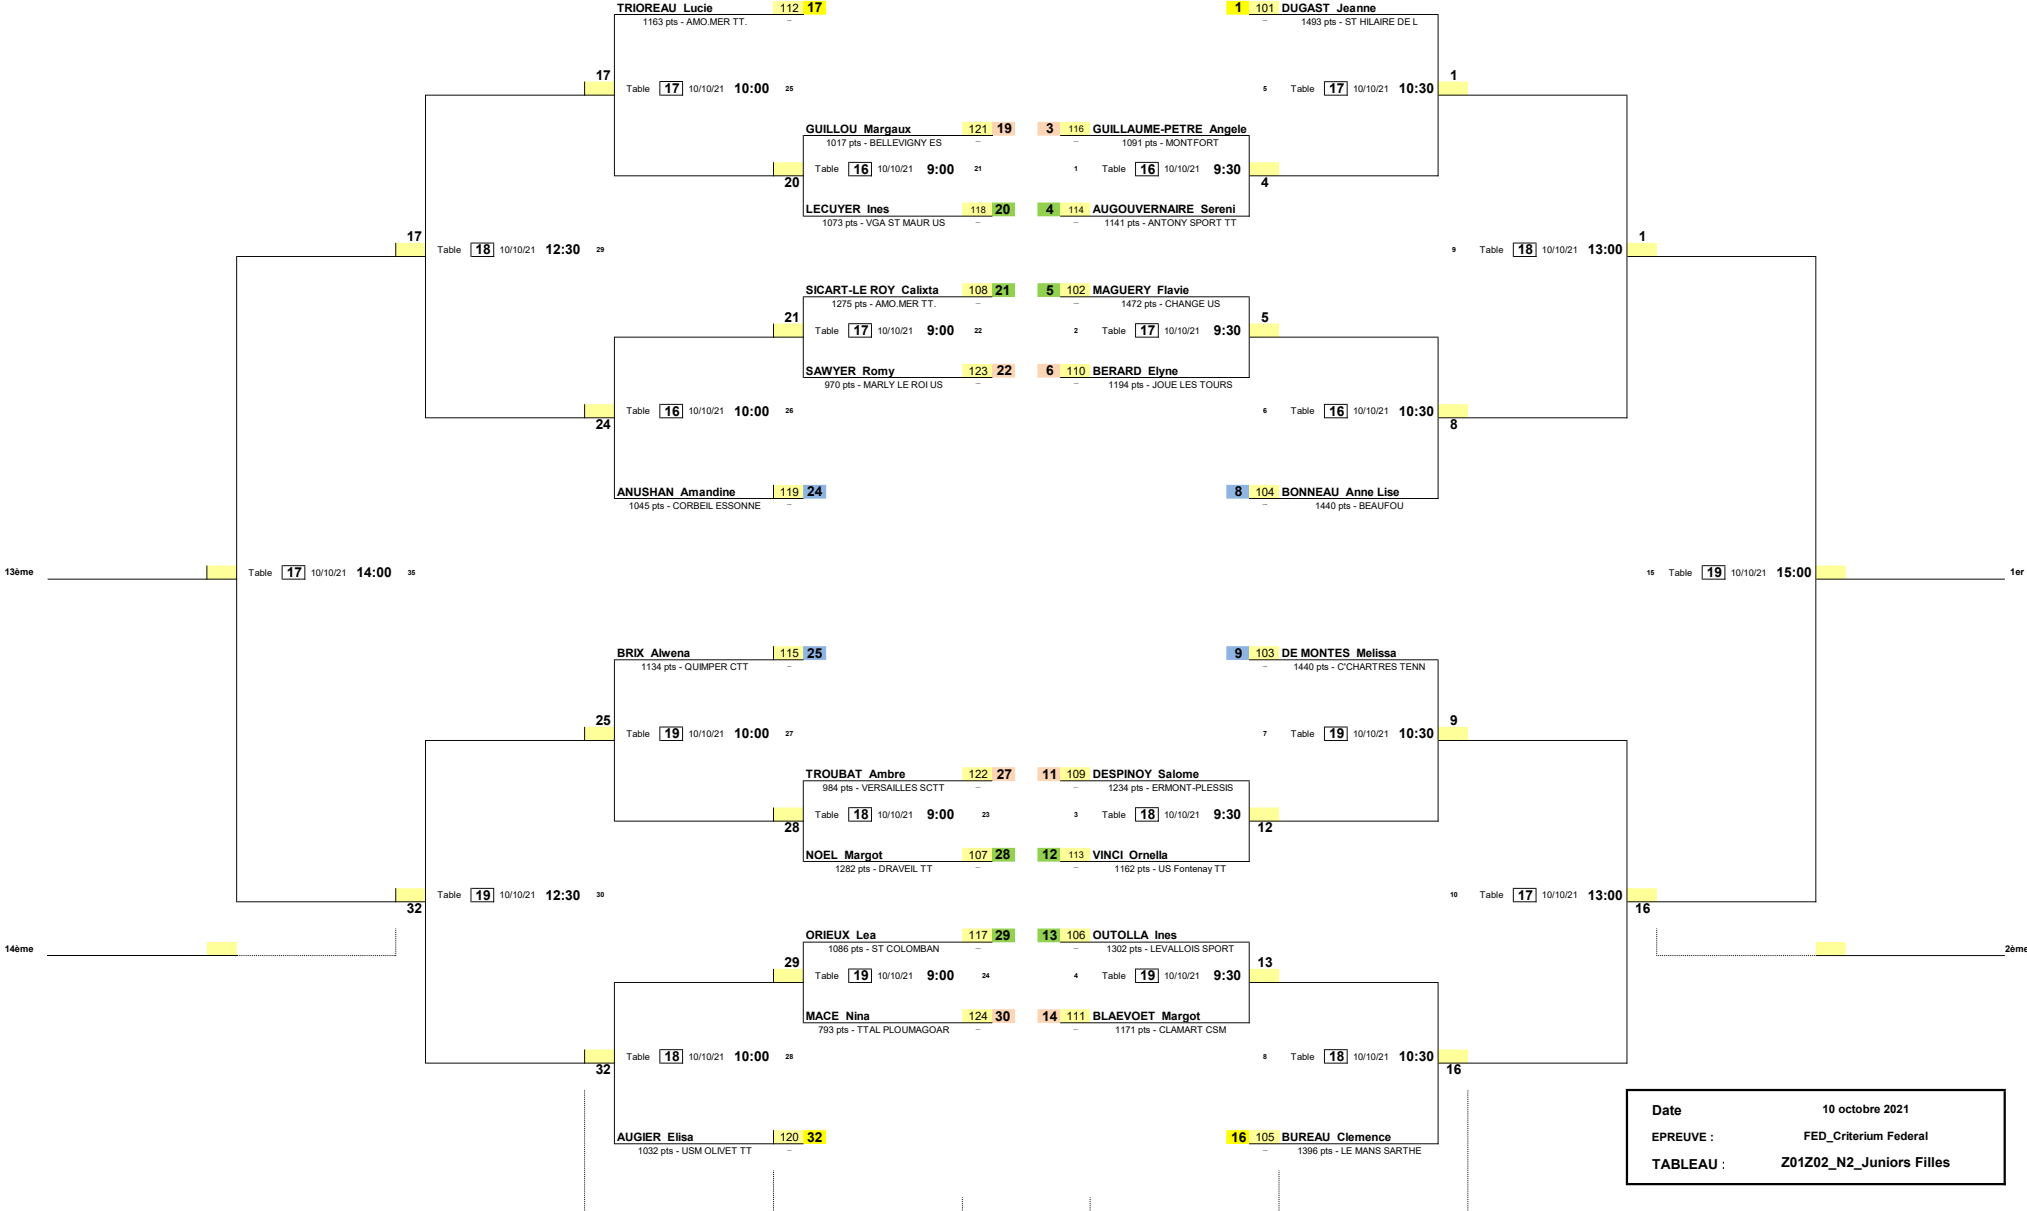 TRIOREAU Lucie 112 17 1 101 DUGAST Jeanne
1163 pts - AMO.MER TT. – – 1493 pts - ST HILAIRE DE L
17 1
Table 17 10/10/21 10:00 25 5 Table 17 10/10/21 10:30
GUILLOU Margaux 121 19 3 116 GUILLAUME-PETRE Angele
1017 pts - BELLEVIGNY ES – – 1091 pts - MONTFORT
Table 16 10/10/21 9:00 21 1 Table 16 10/10/21 9:30
20 4
LECUYER Ines 118 20 4 114 AUGOUVERNAIRE Sereni
1073 pts - VGA ST MAUR US – – 1141 pts - ANTONY SPORT TT
17 1
Table 18 10/10/21 12:30 29 9 Table 18 10/10/21 13:00
SICART-LE ROY Calixta 108 21 5 102 MAGUERY Flavie
1275 pts - AMO.MER TT. – – 1472 pts - CHANGE US
21 5
Table 17 10/10/21 9:00 22 2 Table 17 10/10/21 9:30
SAWYER Romy 123 22 6 110 BERARD Elyne
970 pts - MARLY LE ROI US – – 1194 pts - JOUE LES TOURS
Table 16 10/10/21 10:00 26 6 Table 16 10/10/21 10:30
24 8
ANUSHAN Amandine 119 24 8 104 BONNEAU Anne Lise
1045 pts - CORBEIL ESSONNE – – 1440 pts - BEAUFOU
13ème Table 17 10/10/21 14:00 35 15 Table 19 10/10/21 15:00 1er
BRIX Alwena 115 25 9 103 DE MONTES Melissa
1134 pts - QUIMPER CTT – – 1440 pts - C'CHARTRES TENN
25 9
Table 19 10/10/21 10:00 27 7 Table 19 10/10/21 10:30
TROUBAT Ambre 122 27 11 109 DESPINOY Salome
984 pts - VERSAILLES SCTT – – 1234 pts - ERMONT-PLESSIS
Table 18 10/10/21 9:00 23 3 Table 18 10/10/21 9:30
28 12
NOEL Margot 107 28 12 113 VINCI Ornella
1282 pts - DRAVEIL TT – – 1162 pts - US Fontenay TT
Table 19 10/10/21 12:30 30 10 Table 17 10/10/21 13:00
32 16
ORIEUX Lea 117 29 13 106 OUTOLLA Ines
14ème 1086 pts - ST COLOMBAN – – 1302 pts - LEVALLOIS SPORT 2ème
29 13
Table 19 10/10/21 9:00 24 4 Table 19 10/10/21 9:30
MACE Nina 124 30 14 111 BLAEVOET Margot
793 pts - TTAL PLOUMAGOAR – – 1171 pts - CLAMART CSM
Table 18 10/10/21 10:00 28 8 Table 18 10/10/21 10:30
32 16
Date 10 octobre 2021
AUGIER Elisa 120 32 16 105 BUREAU Clemence EPREUVE : FED_Criterium Federal
1032 pts - USM OLIVET TT – – 1396 pts - LE MANS SARTHE
TABLEAU : Z01Z02_N2_Juniors Filles